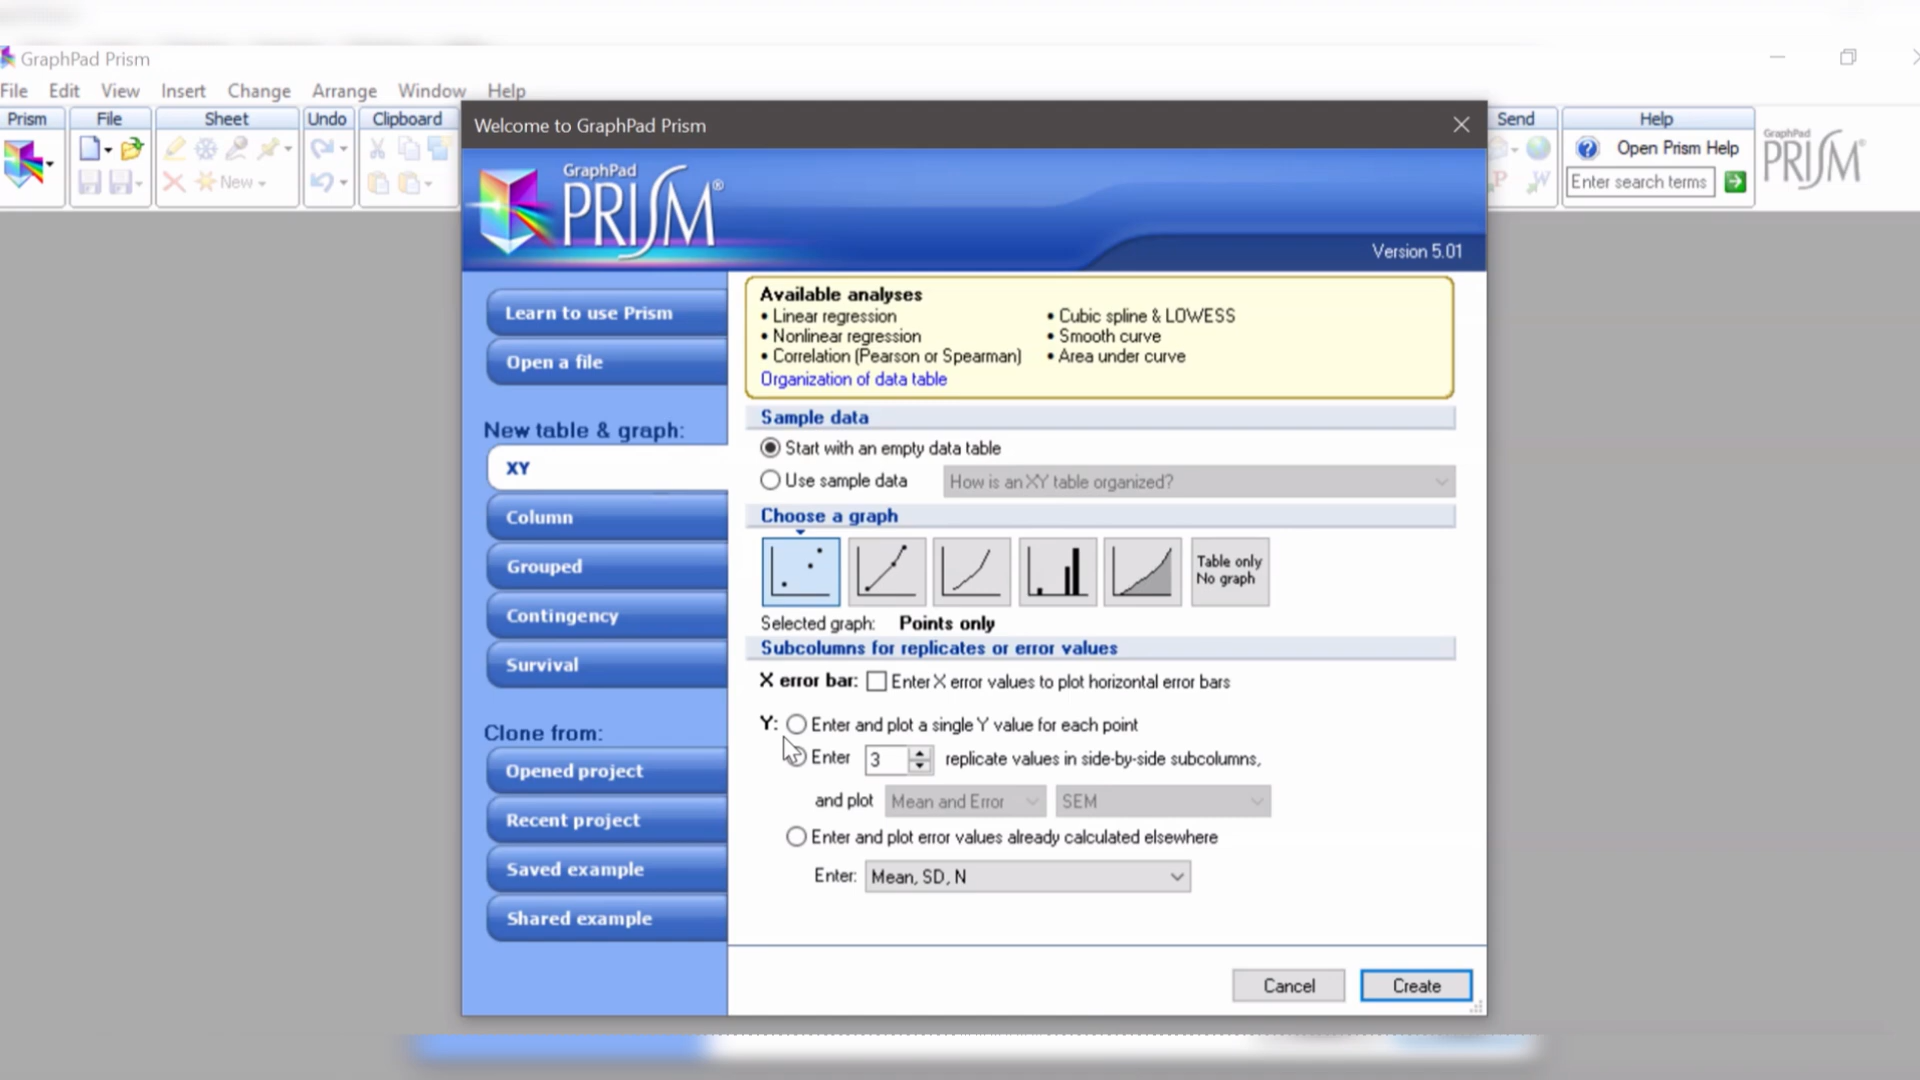 GraphPad Prism
File Edit View Insert Change Arrange Window Help
Prism File Sheet Undo Clipboard Send Help
New
Open Prism Help
Enter search terms
GraphPad
PRISM
Welcome to GraphPad Prism
GraphPad
PRISM®
Version 5.01
Learn to use Prism
Open a file
New table & graph:
XY
Column
Grouped
Contingency
Survival
Clone from:
Opened project
Recent project
Saved example
Shared example
Available analyses
• Linear regression
• Nonlinear regression
• Correlation (Pearson or Spearman)
• Cubic spline & LOWESS
• Smooth curve
• Area under curve
Organization of data table
Sample data
Start with an empty data table
Use sample data How is an XY table organized?
Choose a graph
Table only
No graph
Selected graph: Points only
Subcolumns for replicates or error values
X error bar: Enter X error values to plot horizontal error bars
Y: Enter and plot a single Y value for each point
Enter 3 replicate values in side-by-side subcolumns,
and plot Mean and Error SEM
Enter and plot error values already calculated elsewhere
Enter: Mean, SD, N
Cancel Create